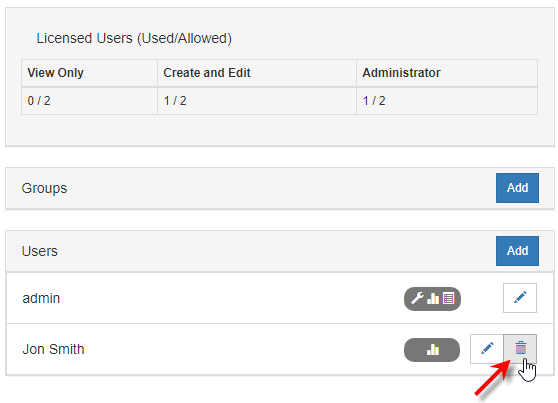 Licensed Users (Used/Allowed)
View Only Create and Edit Administrator
0 / 2 1 / 2 1 / 2
Groups Add
Users Add
admin
Jon Smith